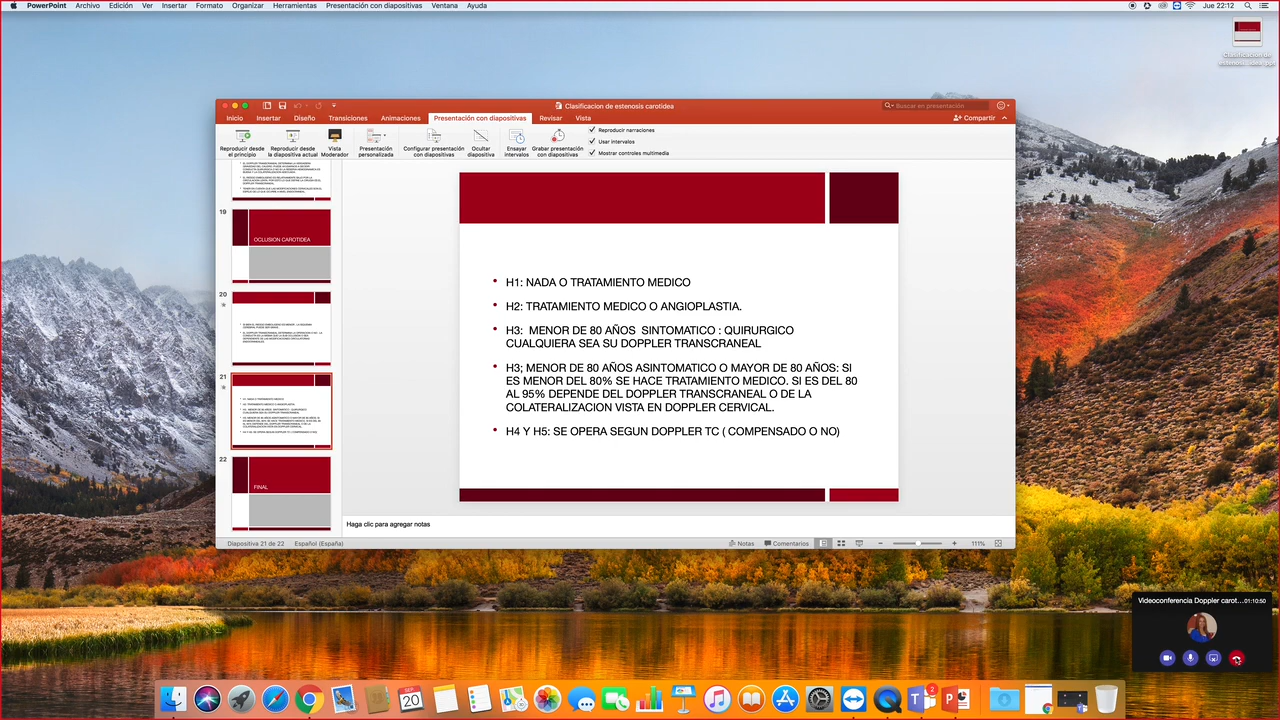 PowerPoint Archivo Edición Ver Insertar Formato Organizar Herramientas Presentación con diapositivas Ventana Ayuda
Jue 22:12
Clasificacion de estenosis carotidea
Buscar en presentación
Inicio Insertar Diseño Transiciones Animaciones Presentación con diapositivas Revisar Vista
Compartir
Reproducir desde el principio
Reproducir desde la diapositiva actual
Vista Moderador
Presentación personalizada
Configurar presentación con diapositivas
Ocultar diapositiva
Ensayar intervalos
Grabar presentación con diapositivas
Reproducir narraciones
Usar intervalos
Mostrar controles multimedia
19
OCLUSION CAROTIDEA
20
21
22
FINAL
• H1: NADA O TRATAMIENTO MEDICO
• H2: TRATAMIENTO MEDICO O ANGIOPLASTIA.
• H3: MENOR DE 80 AÑOS SINTOMATICO : QUIRURGICO
CUALQUIERA SEA SU DOPPLER TRANSCRANEAL
• H3; MENOR DE 80 AÑOS ASINTOMATICO O MAYOR DE 80 AÑOS: SI
ES MENOR DEL 80% SE HACE TRATAMIENTO MEDICO. SI ES DEL 80
AL 95% DEPENDE DEL DOPPLER TRANSCRANEAL O DE LA
COLATERALIZACION VISTA EN DOPPLER CERVICAL.
• H4 Y H5: SE OPERA SEGUN DOPPLER TC ( COMPENSADO O NO)
Haga clic para agregar notas
Diapositiva 21 de 22 Español (España)
Notas Comentarios 111%
Videoconferencia Doppler carot... 01:10:50
SEP
20
2